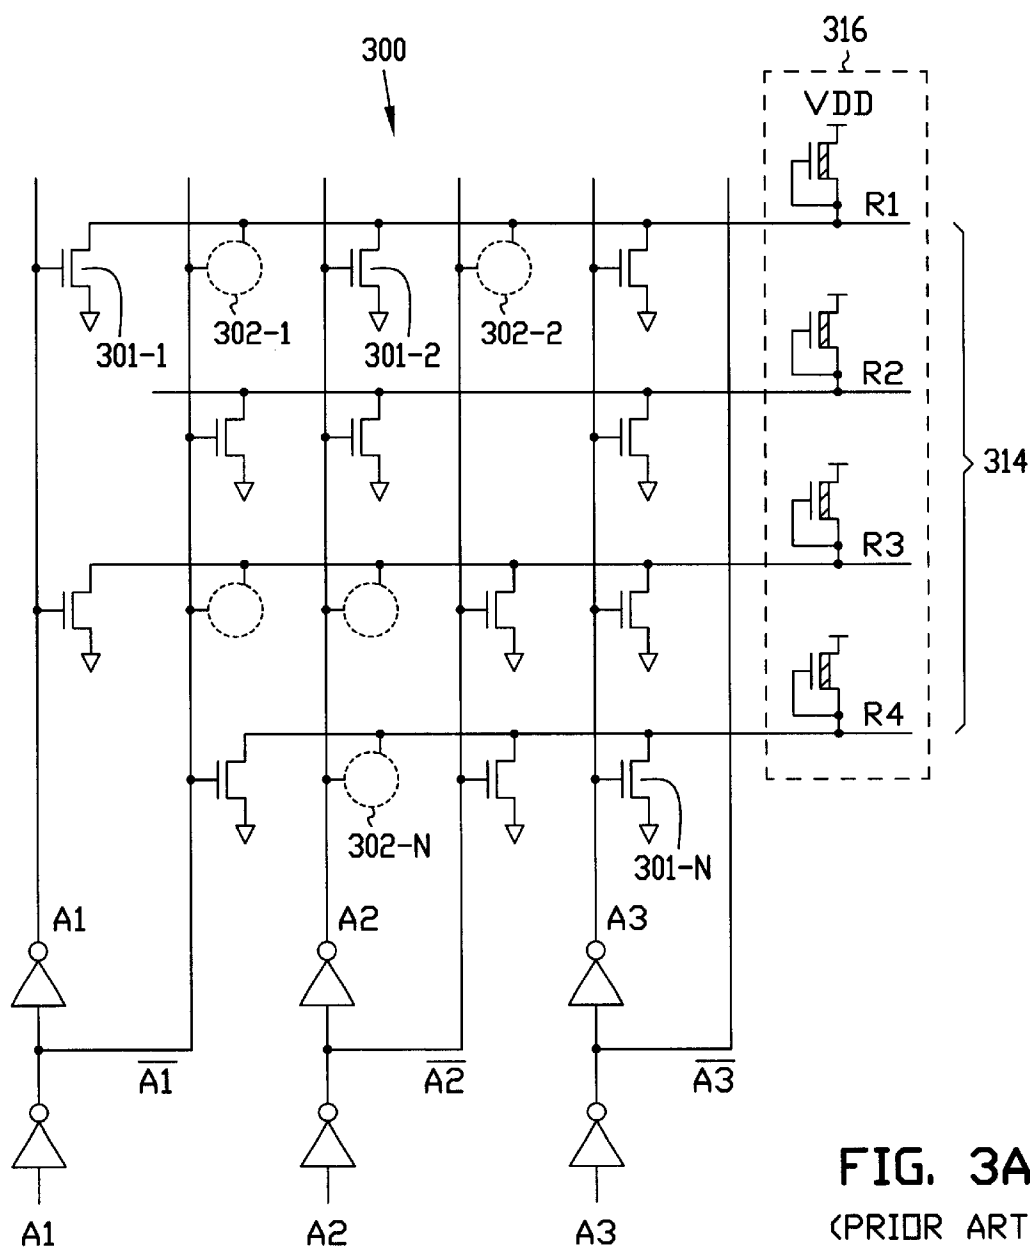 316
300
VDD
R1
302-1
302-2
301-1
301-2
R2
314
R3
R4
302-N
301-N
A1
A2
A3
A1
A2
A3
A1
A2
A3
FIG. 3A
(PRIOR ART